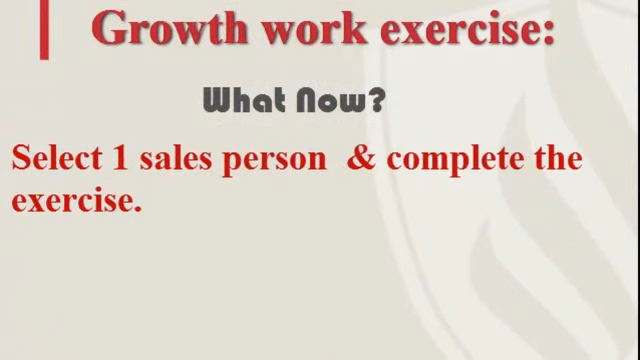 Growth work exercise:
What Now?
Select 1 sales person & complete the
exercise.